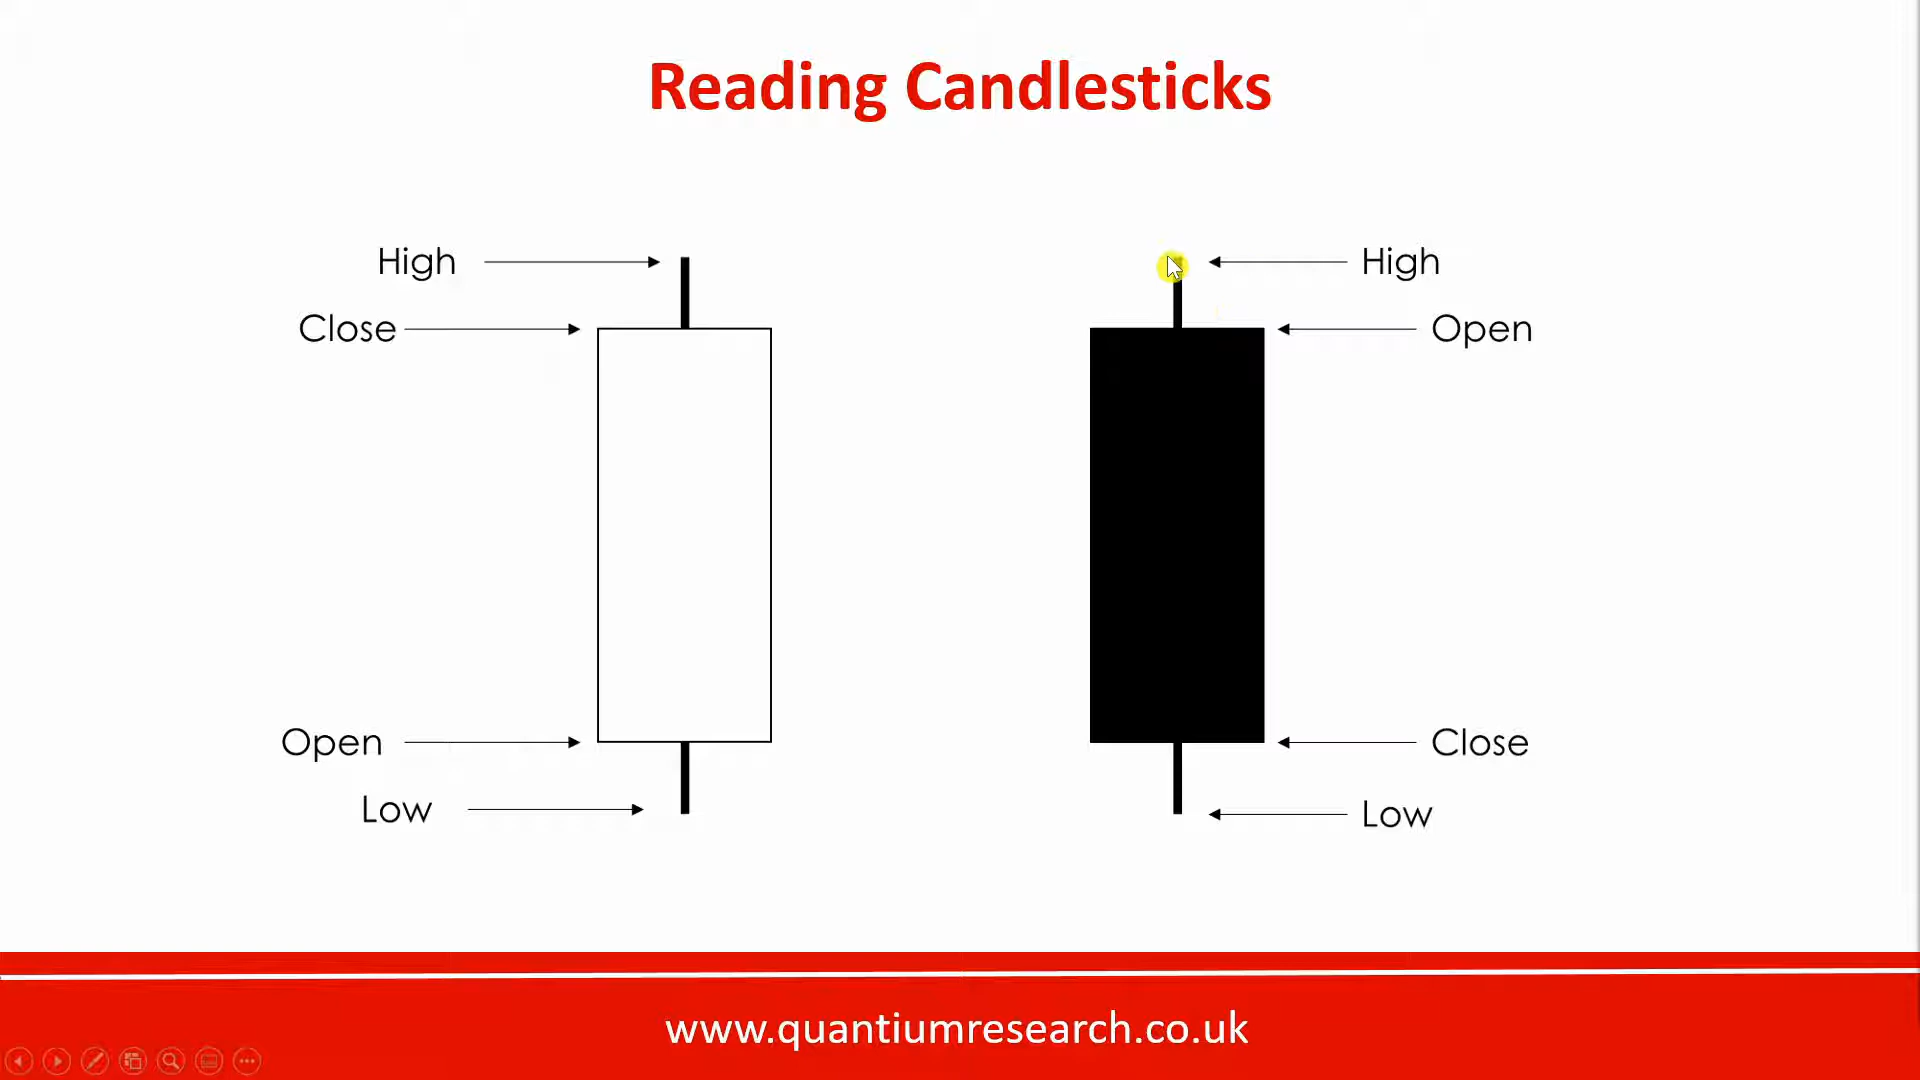 Reading Candlesticks
High
High
Close
Open
Open
Close
Low
Low
www.quantiumresearch.co.uk